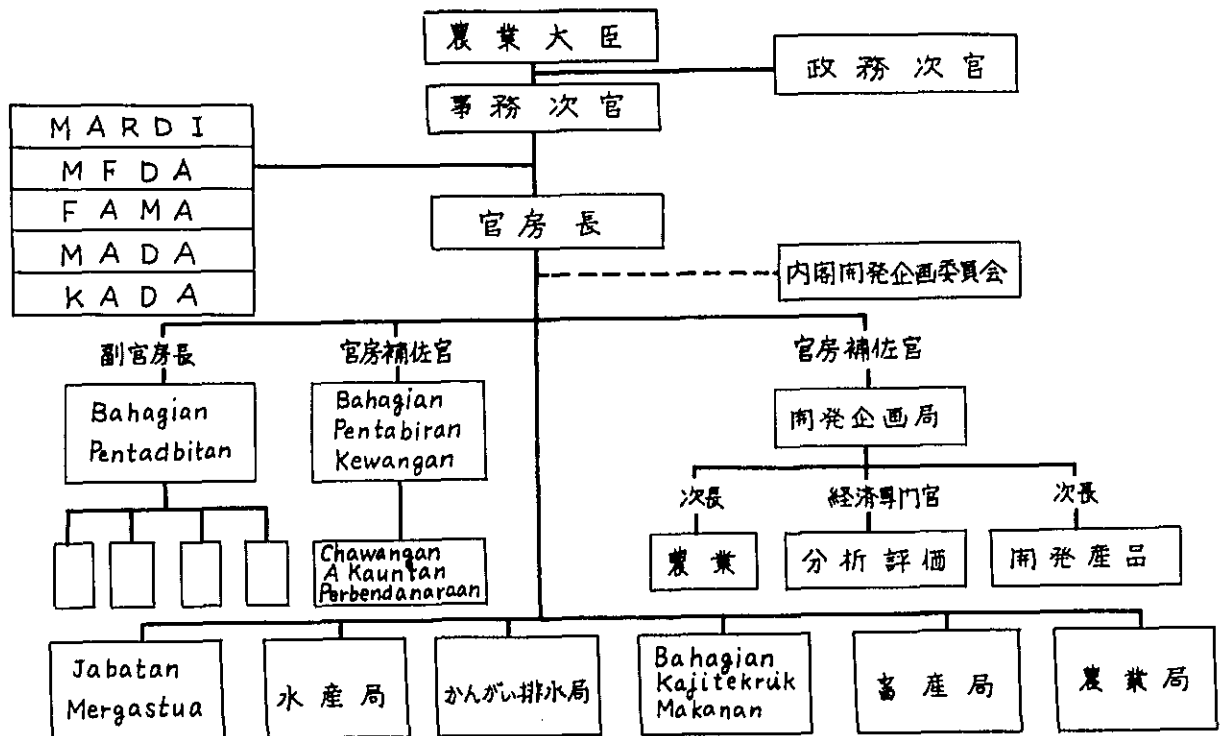 農業大臣
政務次官
事務次官
MARDI
MFDA
FAMA
MADA
KADA
官房長
内閣開発企画委員会
副官房長
官房補佐官
官房補佐官
Bahagian
Pentadbitan
Bahagian
Pentabiran
Kewangan
開発企画局
次長
経済専門官
次長
Chawangan
A Kauntan
Perbendanaraan
農業
分析評価
開発産品
Jabatan
Mergastua
水産局
かんがい排水局
Bahagian
Kajitekruk
Makanan
畜産局
農業局